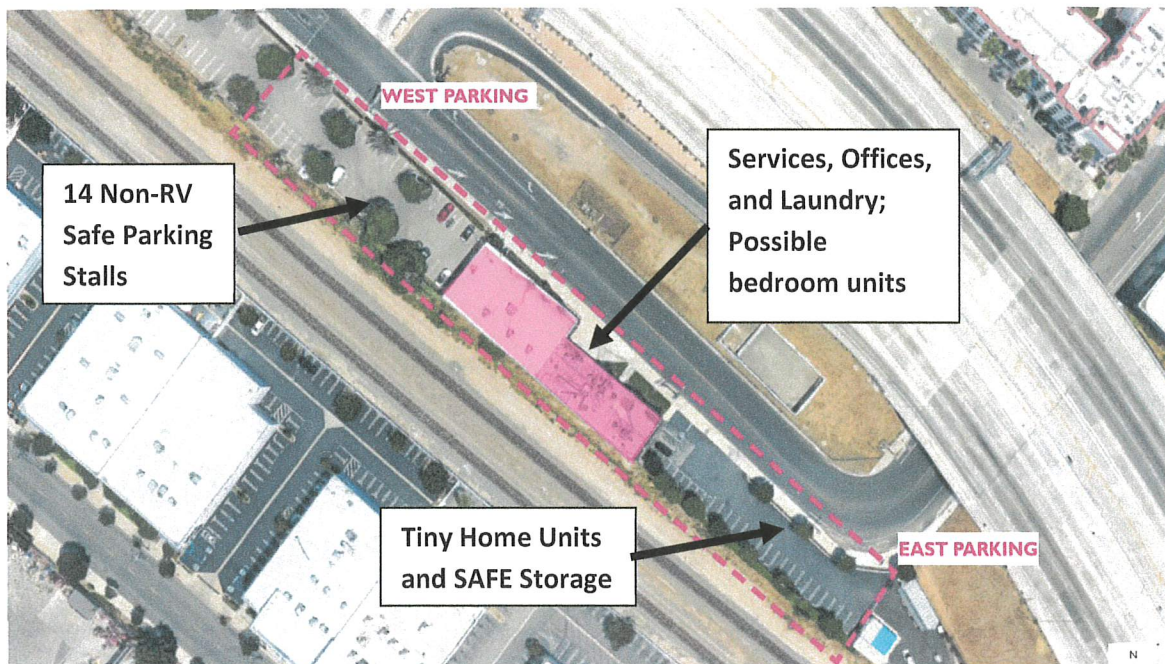 WEST PARKING
14 Non-RV
Safe Parking
Stalls
Services, Offices,
and Laundry;
Possible
bedroom units
Tiny Home Units
and SAFE Storage
EAST PARKING
N